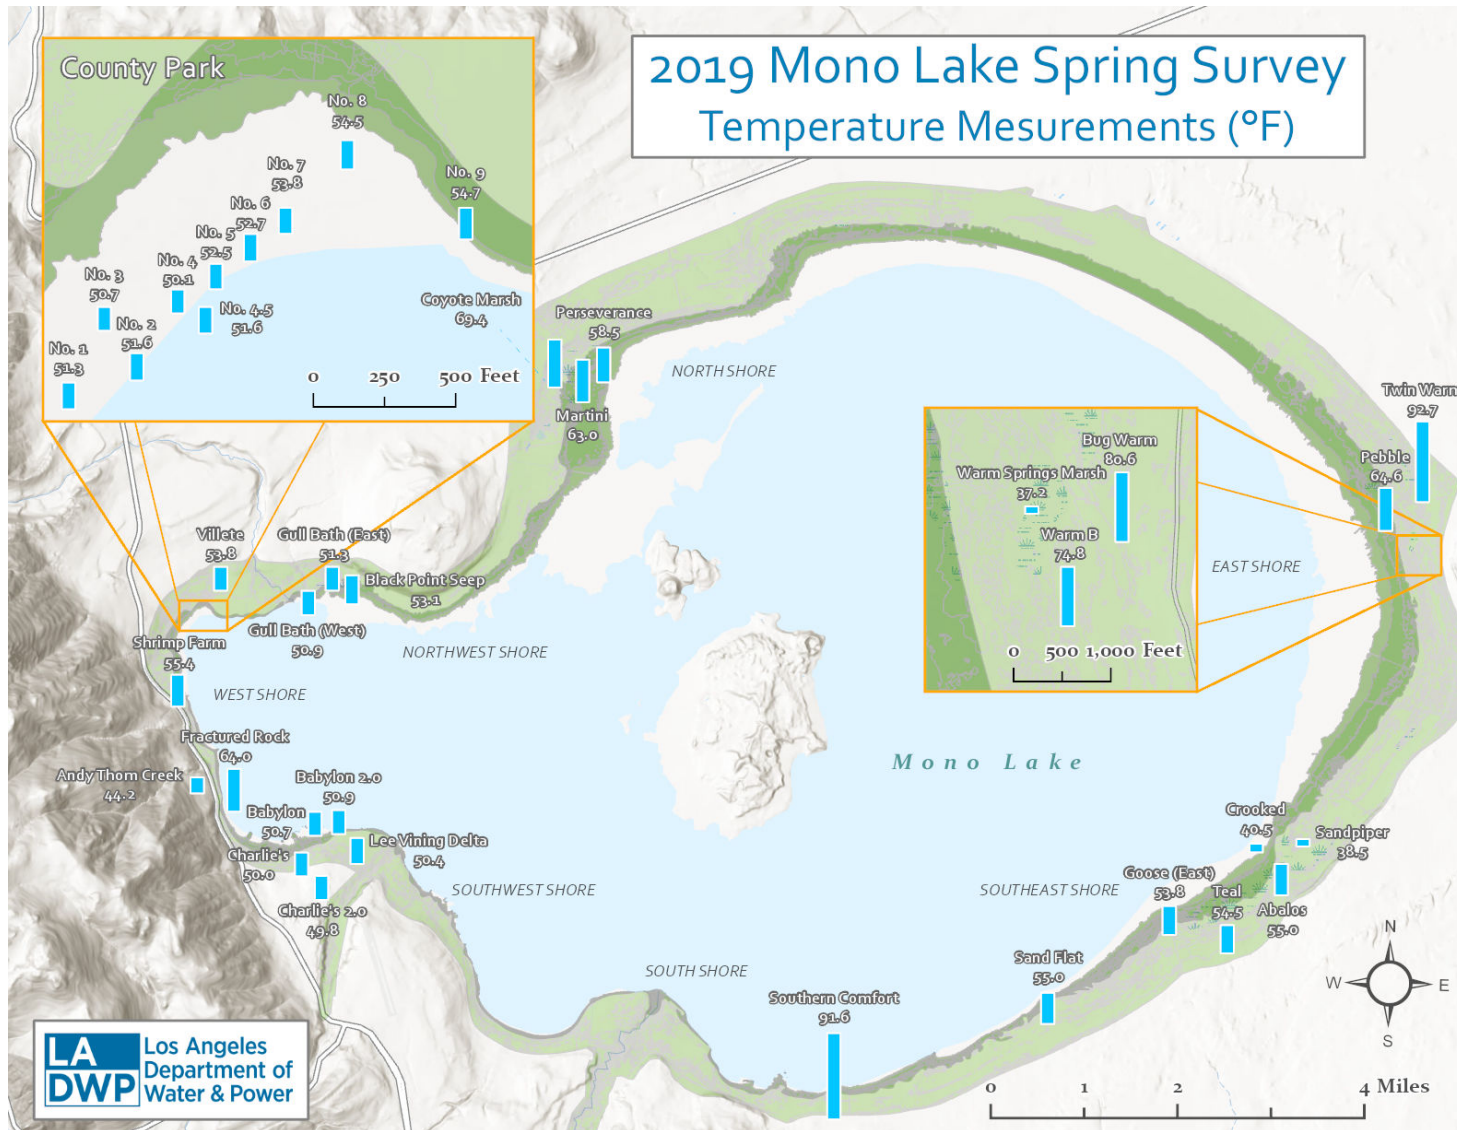 2019 Mono Lake Spring Survey
Temperature Mesurements (°F)
County Park
No. 8
54.5
No. 7
53.8
No. 9
54.7
No. 6
52.7
No. 5
52.5
No. 4
50.1
No. 3
50.7
No. 4.5
51.6
No. 2
51.6
No. 1
51.3
0 250 500 Feet
Coyote Marsh
69.4
Perseverance
58.5
Martini
63.0
NORTH SHORE
Twin Warm
92.7
Pebble
64.6
Bug Warm
80.6
Warm Springs Marsh
37.2
Warm B
74.8
0 500 1,000 Feet
EAST SHORE
Villete
53.8
Gull Bath (East)
51.3
Black Point Seep
53.1
Gull Bath (West)
50.9
NORTHWEST SHORE
Shrimp Farm
55.4
WEST SHORE
Fractured Rock
64.0
Andy Thom Creek
44.2
Babylon 2.0
50.9
Babylon
50.7
Lee Vining Delta
50.4
Charlie's
50.0
Charlie's 2.0
49.8
SOUTHWEST SHORE
Mono Lake
Crooked
40.5
Sandpiper
38.5
Goose (East)
53.8
Teal
54.5
Abalos
55.0
SOUTHEAST SHORE
Sand Flat
55.0
SOUTH SHORE
Southern Comfort
91.6
N
W
E
S
0 1 2 4 Miles
LA
DWP
Los Angeles
Department of
Water & Power